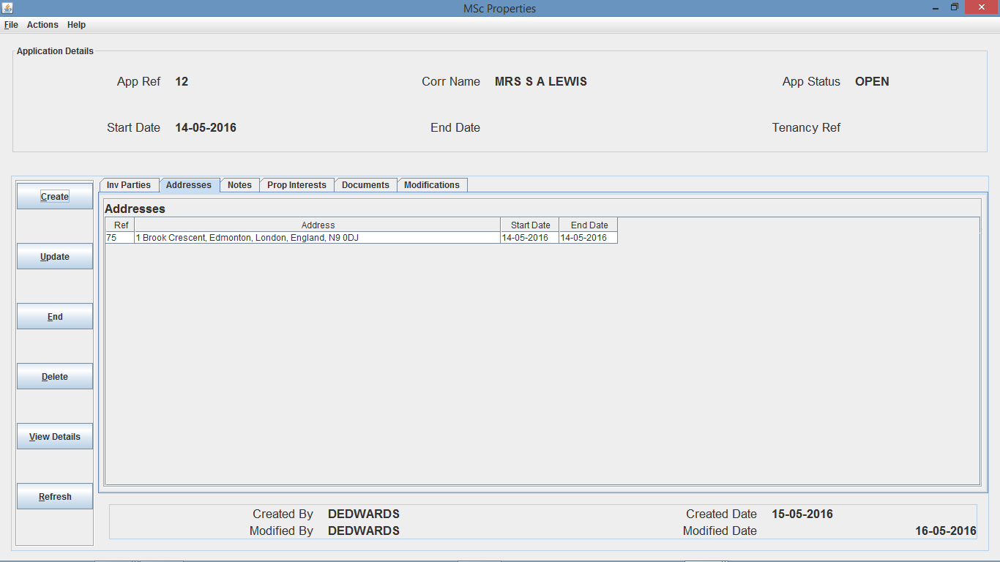 MSc Properties
File Actions Help
Application Details
App Ref 12 Corr Name MRS S A LEWIS App Status OPEN
Start Date 14-05-2016 End Date Tenancy Ref
Inv Parties Addresses Notes Prop Interests Documents Modifications
Create
Update
End
Delete
View Details
Refresh
Addresses
Ref Address Start Date End Date
75 1 Brook Crescent, Edmonton, London, England, N9 0DJ 14-05-2016 14-05-2016
Created By DEDWARDS Created Date 15-05-2016
Modified By DEDWARDS Modified Date 16-05-2016